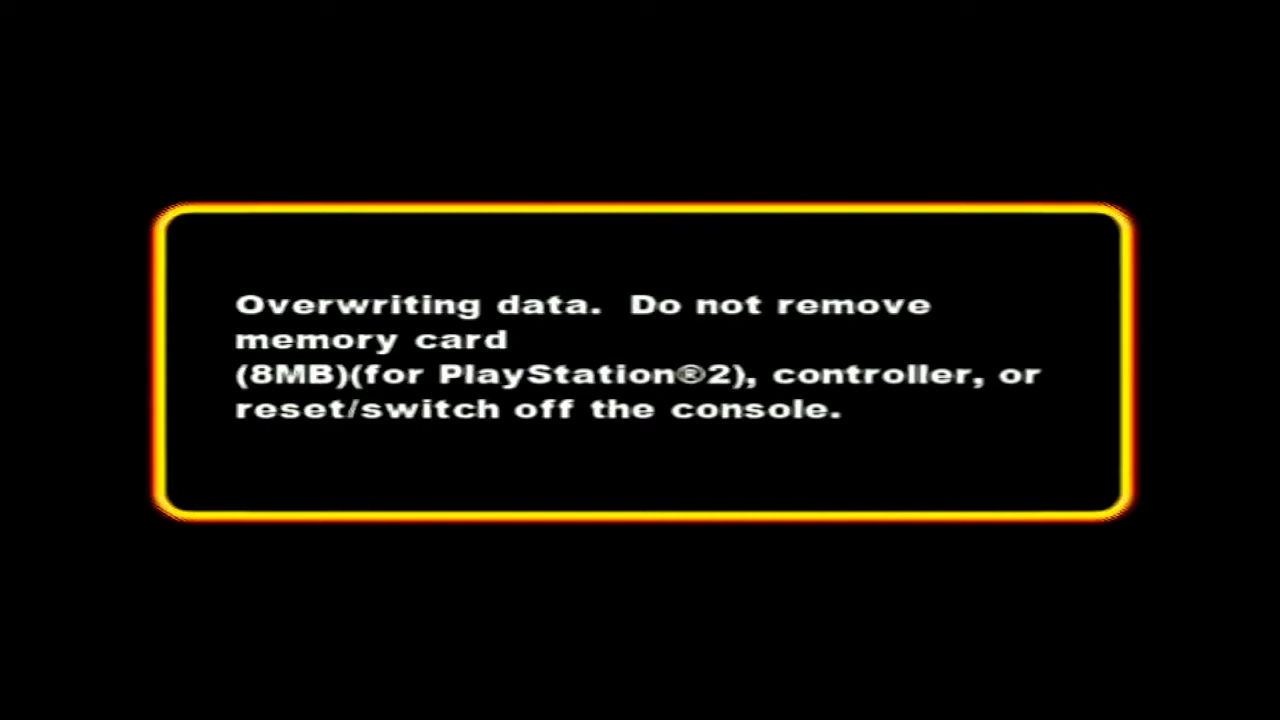 Overwriting data.  Do not remove
memory card
(8MB)(for PlayStation®2), controller, or
reset/switch off the console.